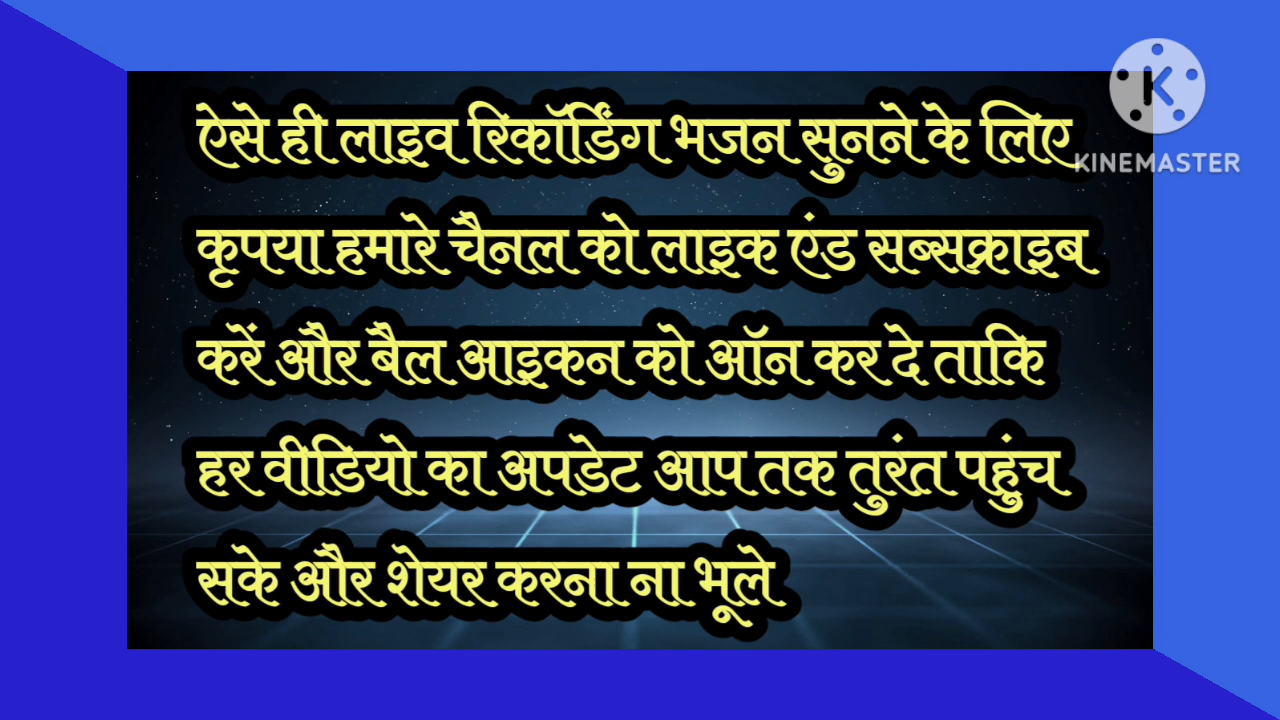 ऐसे ही लाइव रिकॉर्डिंग भजन सुनने के लिए
कृपया हमारे चैनल को लाइक एंड सब्सक्राइब
करें और बैल आइकन को ऑन कर दे ताकि
हर वीडियो का अपडेट आप तक तुरंत पहुंच
सके और शेयर करना ना भूले
K
KINEMASTER